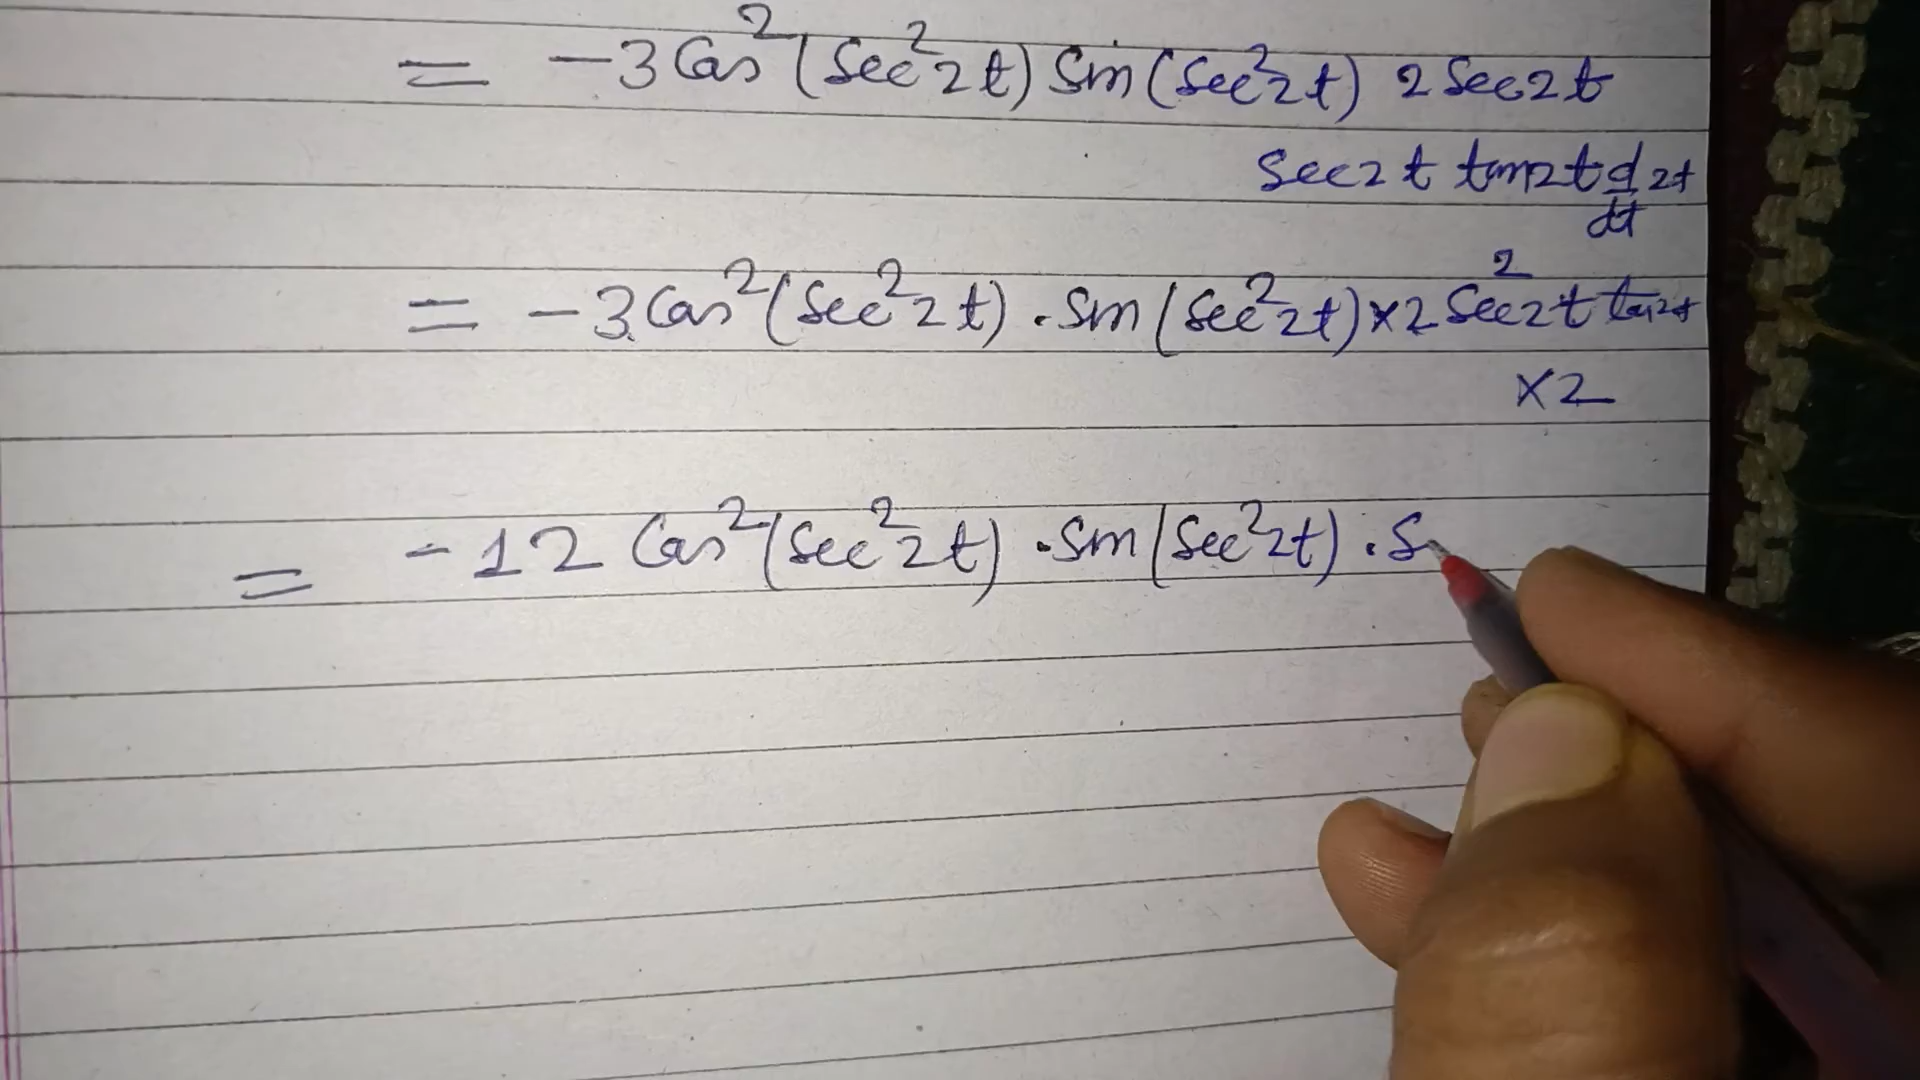 = -3 Cos²(Sec²2t) Sin(Sec²2t) 2 Sec2t
Sec2t tan2t d/dt 2t
= -3 Cos²(Sec²2t) . Sin(Sec²2t) × 2 Sec²2t tan2t
×2
= -12 Cos²(Sec²2t) . Sin(Sec²2t) . S